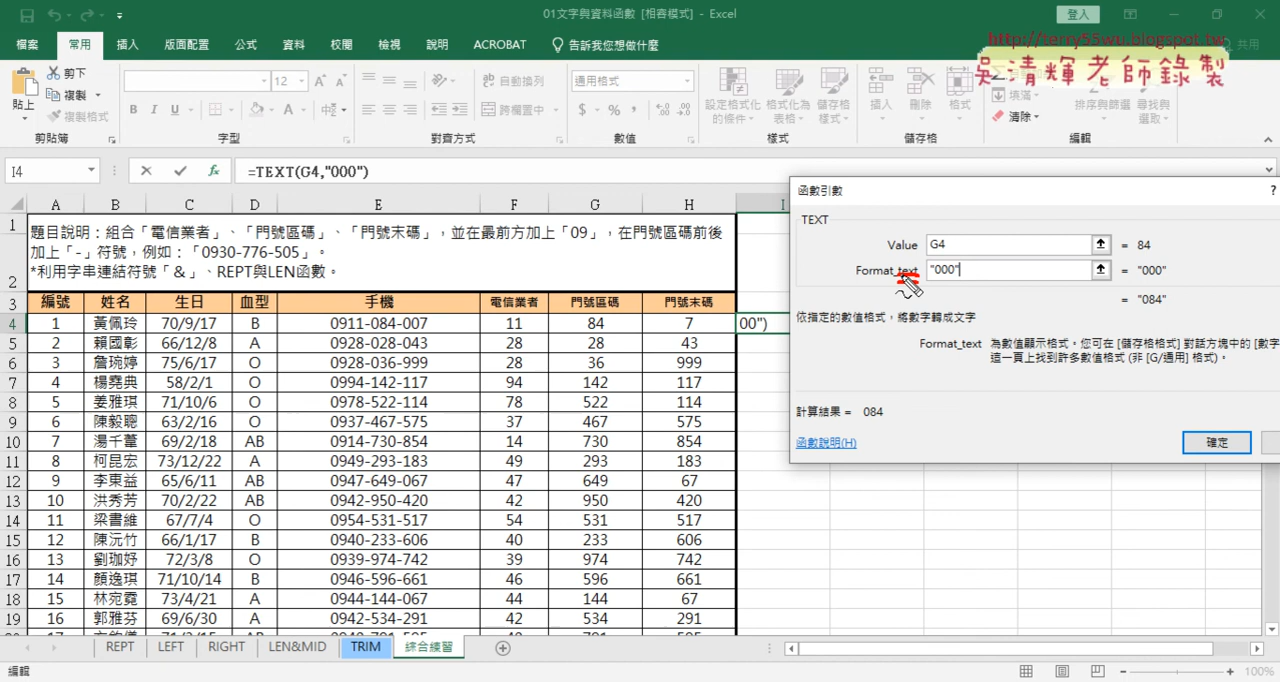 01文字與資料函數 [相容模式] - Excel
登入
檔案 常用 插入 版面配置 公式 資料 校閱 檢視 說明 ACROBAT 告訴我您想做什麼 共用
http://terry55wu.blogspot.tw
吳清輝老師錄製
貼上 剪下 複製 複製格式 剪貼簿
12 B I U 字型
自動換列 跨欄置中 對齊方式
通用格式 $ % 數值
設定格式化的條件 格式化為表格 儲存格樣式 樣式
插入 刪除 格式 儲存格
填滿 清除 排序與篩選 尋找與選取 編輯
I4 fx =TEXT(G4,"000")
A B C D E F G H I
1 題目說明：組合「電信業者」、「門號區碼」、「門號末碼」，並在最前方加上「09」，在門號區碼前後
加上「-」符號，例如：「0930-776-505」。
2 *利用字串連結符號「&」、REPT與LEN函數。
3 編號 姓名 生日 血型 手機 電信業者 門號區碼 門號末碼
4 1 黃佩玲 70/9/17 B 0911-084-007 11 84 7 00")
5 2 賴國彰 66/12/8 A 0928-028-043 28 28 43
6 3 詹琬婷 75/6/17 O 0928-036-999 28 36 999
7 4 楊堯典 58/2/1 O 0994-142-117 94 142 117
8 5 姜雅琪 71/10/6 O 0978-522-114 78 522 114
9 6 陳毅聰 63/2/16 O 0937-467-575 37 467 575
10 7 湯千葦 69/2/18 AB 0914-730-854 14 730 854
11 8 柯昆宏 73/12/22 A 0949-293-183 49 293 183
12 9 李東益 65/6/11 AB 0947-649-067 47 649 67
13 10 洪秀芳 70/2/22 AB 0942-950-420 42 950 420
14 11 梁書維 67/7/4 O 0954-531-517 54 531 517
15 12 陳沅竹 66/1/17 B 0940-233-606 40 233 606
16 13 劉珈妤 72/3/8 O 0939-974-742 39 974 742
17 14 顏逸琪 71/10/14 B 0946-596-661 46 596 661
18 15 林宛霓 73/4/21 A 0944-144-067 44 144 67
19 16 郭雅芬 69/6/30 A 0942-534-291 42 534 291
函數引數 ?
TEXT
Value G4 = 84
Format_text "000" = "000"
= "084"
依指定的數值格式，將數字轉成文字
Format_text 為數值顯示格式。您可在 [儲存格格式] 對話方塊中的 [數字
這一頁上找到許多數值格式 (非 [G/通用] 格式)。
計算結果 = 084
函數說明(H) 確定
REPT LEFT RIGHT LEN&MID TRIM 綜合練習
編輯 100%